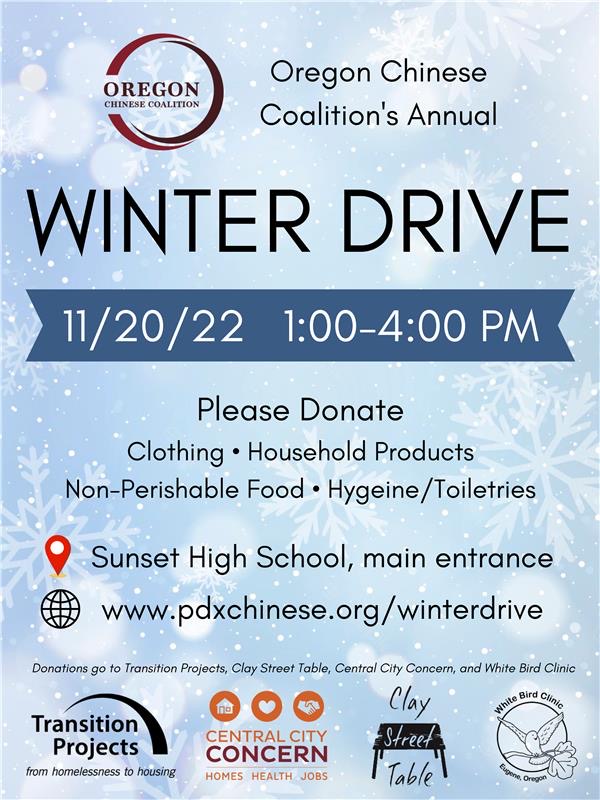 OREGON
CHINESE COALITION
Oregon Chinese
Coalition's Annual
WINTER DRIVE
11/20/22 1:00-4:00 PM
Please Donate
Clothing • Household Products
Non-Perishable Food • Hygeine/Toiletries
Sunset High School, main entrance
www.pdxchinese.org/winterdrive
Donations go to Transition Projects, Clay Street Table, Central City Concern, and White Bird Clinic
Transition
Projects
from homelessness to housing
CENTRAL CITY
CONCERN
HOMES HEALTH JOBS
Clay
Street
Table
White Bird Clinic
Eugene, Oregon